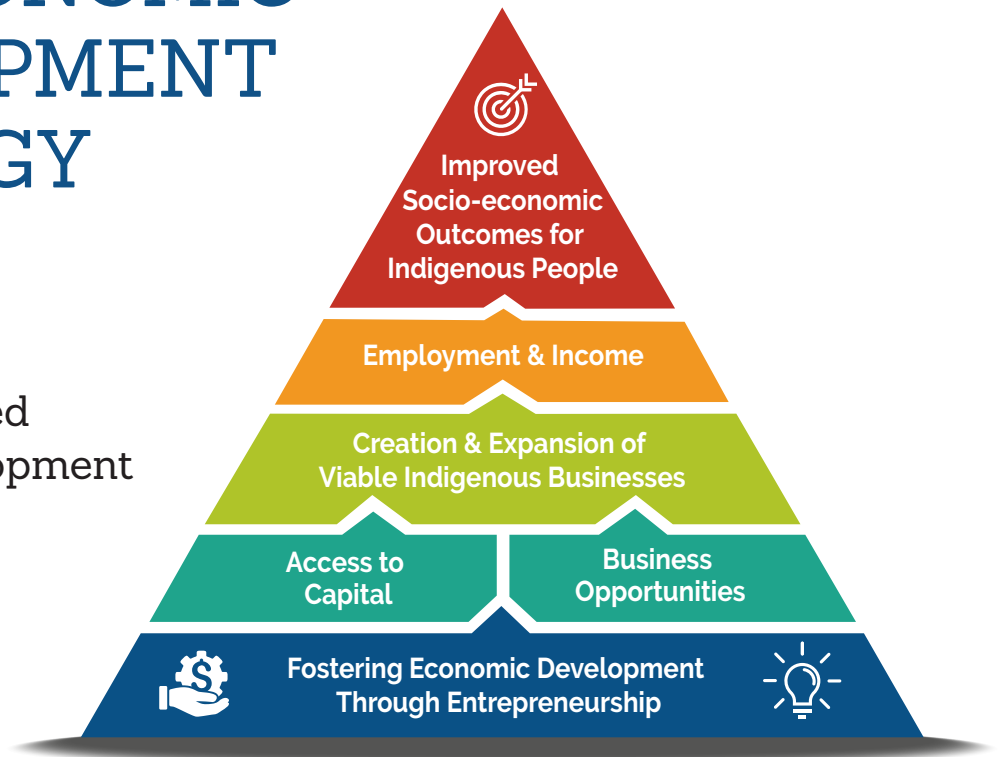 PMENT
GY
ed
opment
Improved
Socio-economic
Outcomes for
Indigenous People
Employment & Income
Creation & Expansion of
Viable Indigenous Businesses
Access to
Capital
Business
Opportunities
Fostering Economic Development
Through Entrepreneurship